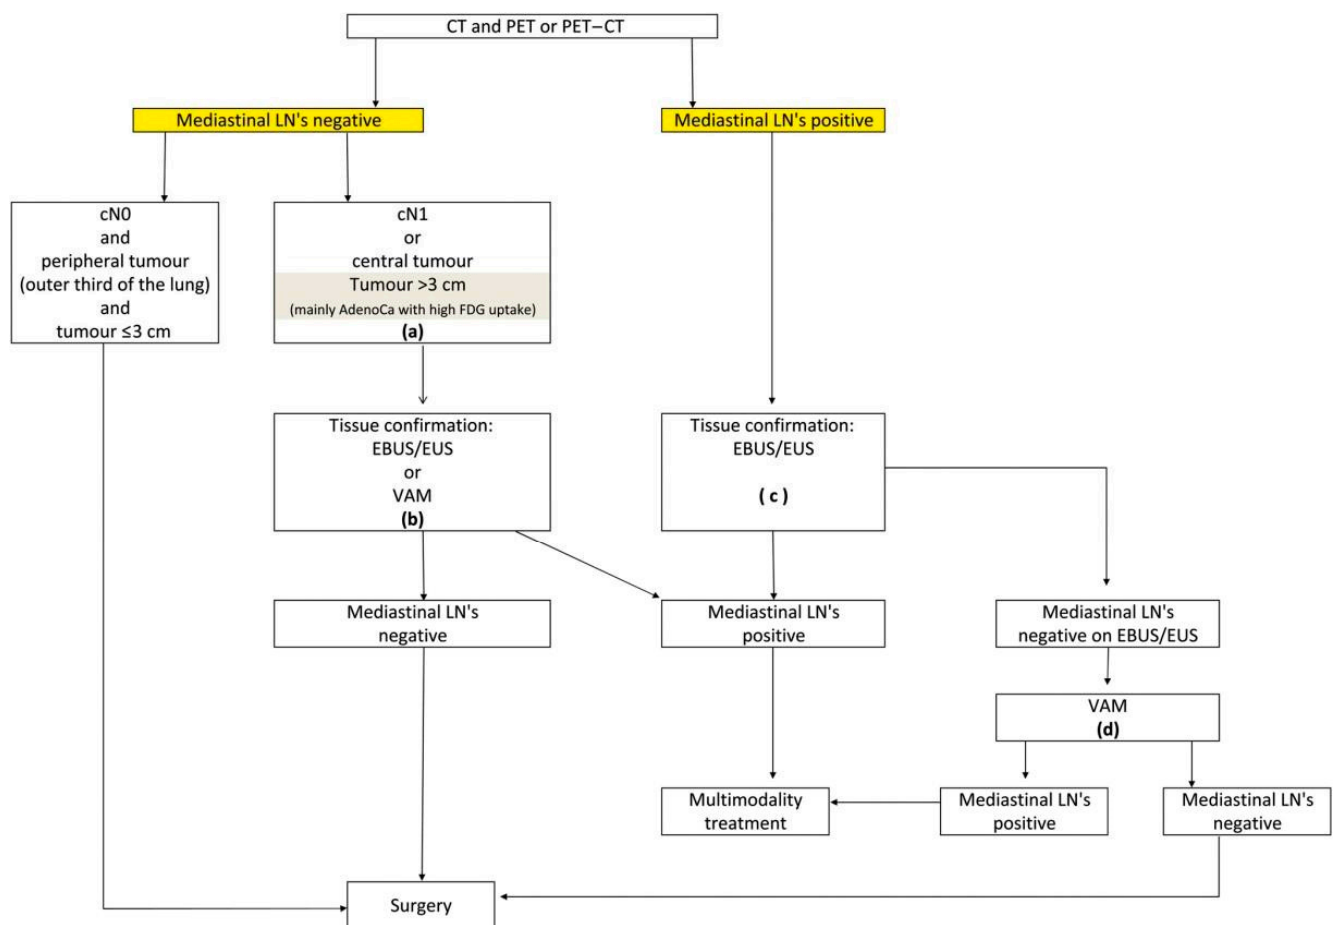 CT and PET or PET–CT
Mediastinal LN's negative
Mediastinal LN's positive
cN0
and
peripheral tumour
(outer third of the lung)
and
tumour ≤3 cm
cN1
or
central tumour
Tumour >3 cm
(mainly AdenoCa with high FDG uptake)
(a)
Tissue confirmation:
EBUS/EUS
or
VAM
(b)
Tissue confirmation:
EBUS/EUS
( c )
Mediastinal LN's
negative
Mediastinal LN's
positive
Mediastinal LN's
negative on EBUS/EUS
VAM
(d)
Multimodality
treatment
Mediastinal LN's
positive
Mediastinal LN's
negative
Surgery